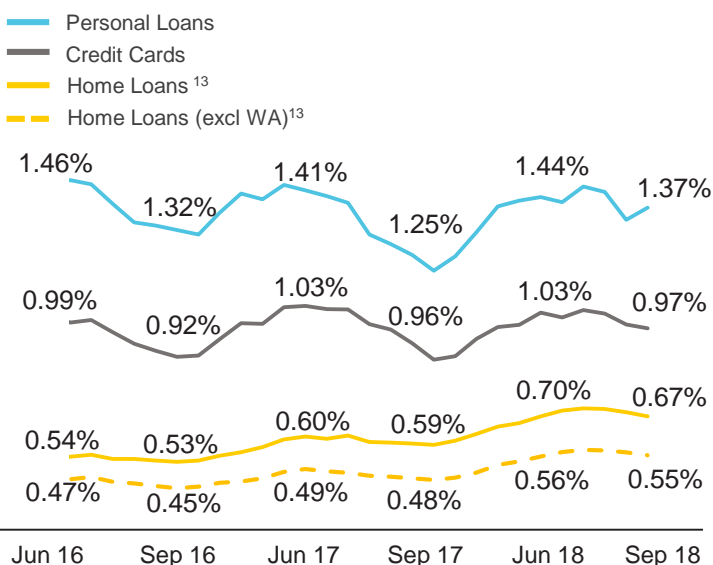 Personal Loans
Credit Cards
Home Loans 13
Home Loans (excl WA)13
1.46% 1.32% 1.41% 1.25% 1.44% 1.37%
0.99% 0.92% 1.03% 0.96% 1.03% 0.97%
0.54% 0.53% 0.60% 0.59% 0.70% 0.67%
0.47% 0.45% 0.49% 0.48% 0.56% 0.55%
Jun 16 Sep 16 Jun 17 Sep 17 Jun 18 Sep 18